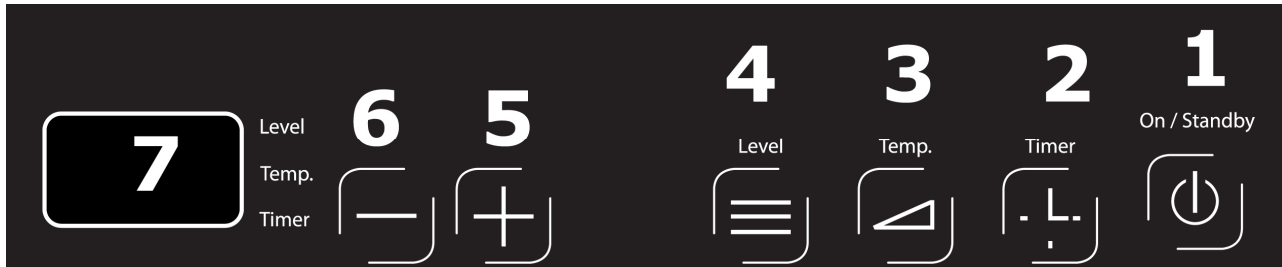 7
Level
Temp.
Timer
6
5
4
Level
3
Temp.
2
Timer
1
On / Standby